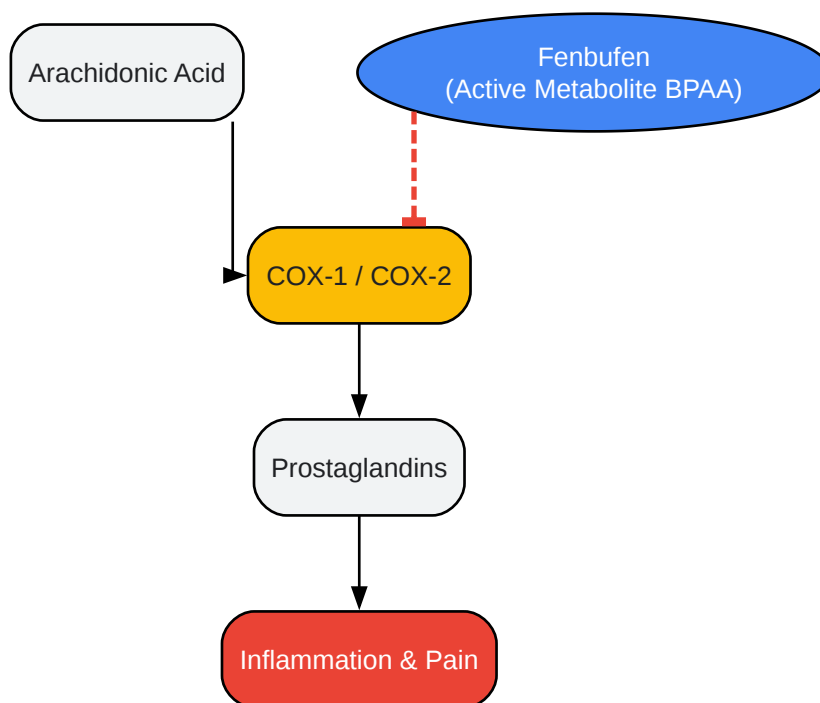 Arachidonic Acid
Fenbufen
(Active Metabolite BPAA)
COX-1 / COX-2
Prostaglandins
Inflammation & Pain